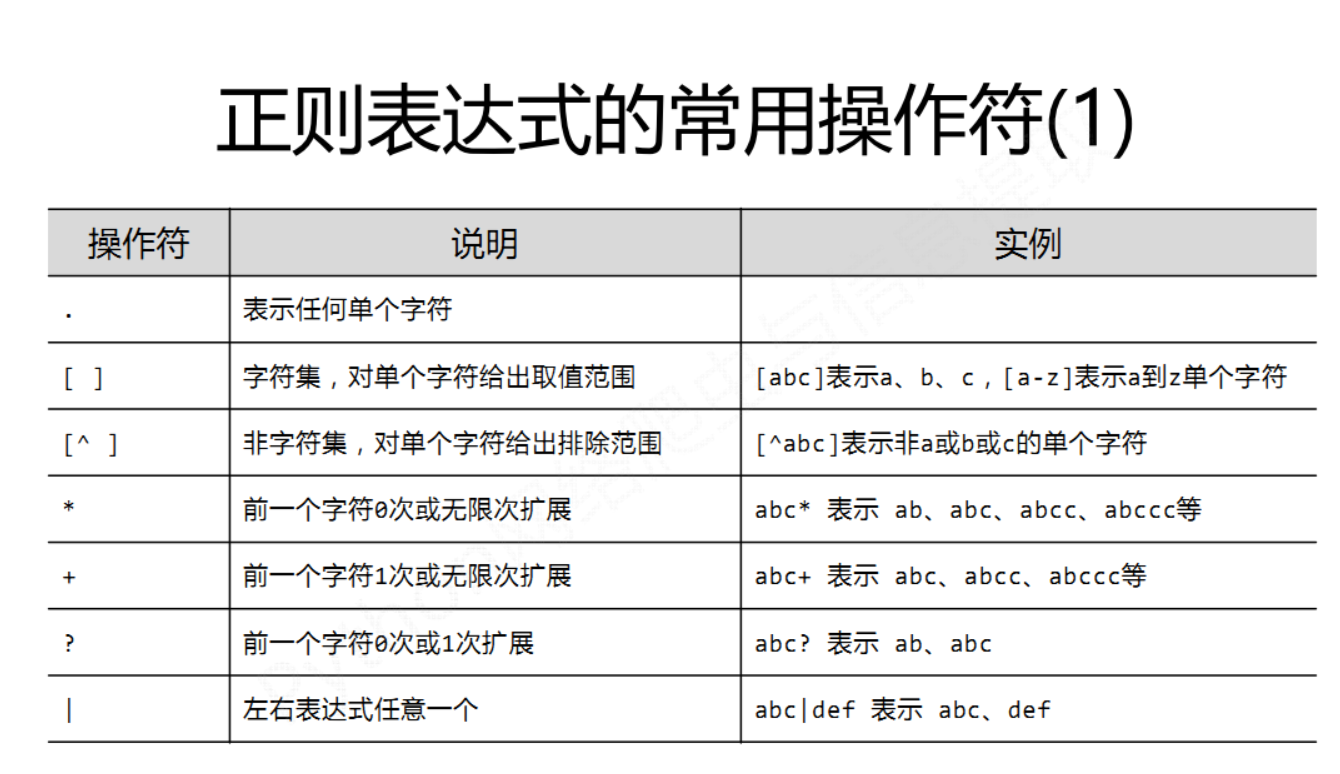 正则表达式的常用操作符(1)
操作符 说明 实例
. 表示任何单个字符
[ ] 字符集，对单个字符给出取值范围 [abc]表示a、b、c，[a-z]表示a到z单个字符
[^ ] 非字符集，对单个字符给出排除范围 [^abc]表示非a或b或c的单个字符
* 前一个字符0次或无限次扩展 abc* 表示 ab、abc、abcc、abccc等
+ 前一个字符1次或无限次扩展 abc+ 表示 abc、abcc、abccc等
? 前一个字符0次或1次扩展 abc? 表示 ab、abc
| 左右表达式任意一个 abc|def 表示 abc、def